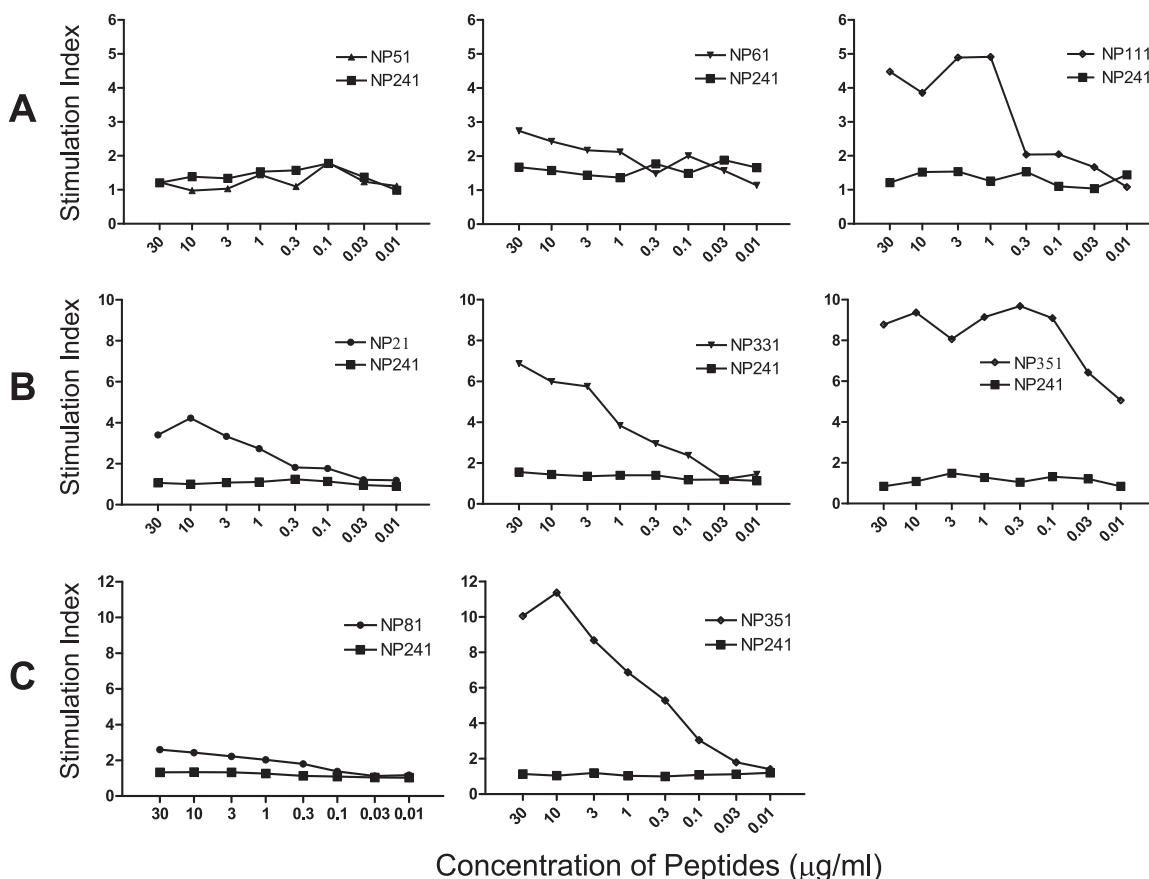 A
Stimulation Index
6
5
4
3
2
1
0
NP51
NP241
30 10 3 1 0.3 0.1 0.03 0.01
6
5
4
3
2
1
0
NP61
NP241
30 10 3 1 0.3 0.1 0.03 0.01
6
5
4
3
2
1
0
NP111
NP241
30 10 3 1 0.3 0.1 0.03 0.01
B
Stimulation Index
10
8
6
4
2
0
NP21
NP241
30 10 3 1 0.3 0.1 0.03 0.01
10
8
6
4
2
0
NP331
NP241
30 10 3 1 0.3 0.1 0.03 0.01
10
8
6
4
2
0
NP351
NP241
30 10 3 1 0.3 0.1 0.03 0.01
C
Stimulation Index
12
10
8
6
4
2
0
NP81
NP241
30 10 3 1 0.3 0.1 0.03 0.01
12
10
8
6
4
2
0
NP351
NP241
30 10 3 1 0.3 0.1 0.03 0.01
Concentration of Peptides (μg/ml)